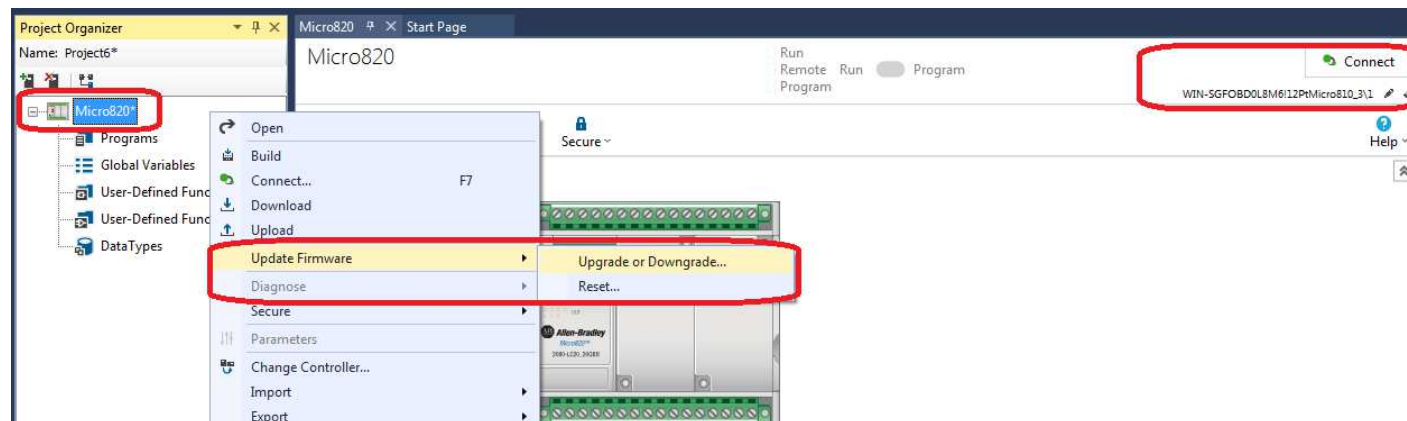 Project Organizer
Micro820
Start Page
Name: Project6*
Micro820
Run
Remote Run
Program
Program
Connect
WIN-SGFOBD0L8M6!12PtMicro810_3\1
Micro820*
Programs
Global Variables
User-Defined Func
User-Defined Func
DataTypes
Open
Build
Connect... F7
Download
Upload
Update Firmware
Diagnose
Secure
Parameters
Change Controller...
Import
Export
Upgrade or Downgrade...
Reset...
Secure
Help
Allen-Bradley
Micro820